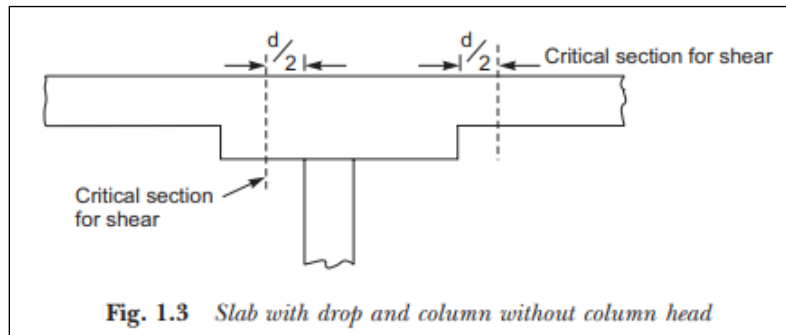 d/2
d/2
Critical section for shear
Critical section
for shear
Fig. 1.3 Slab with drop and column without column head